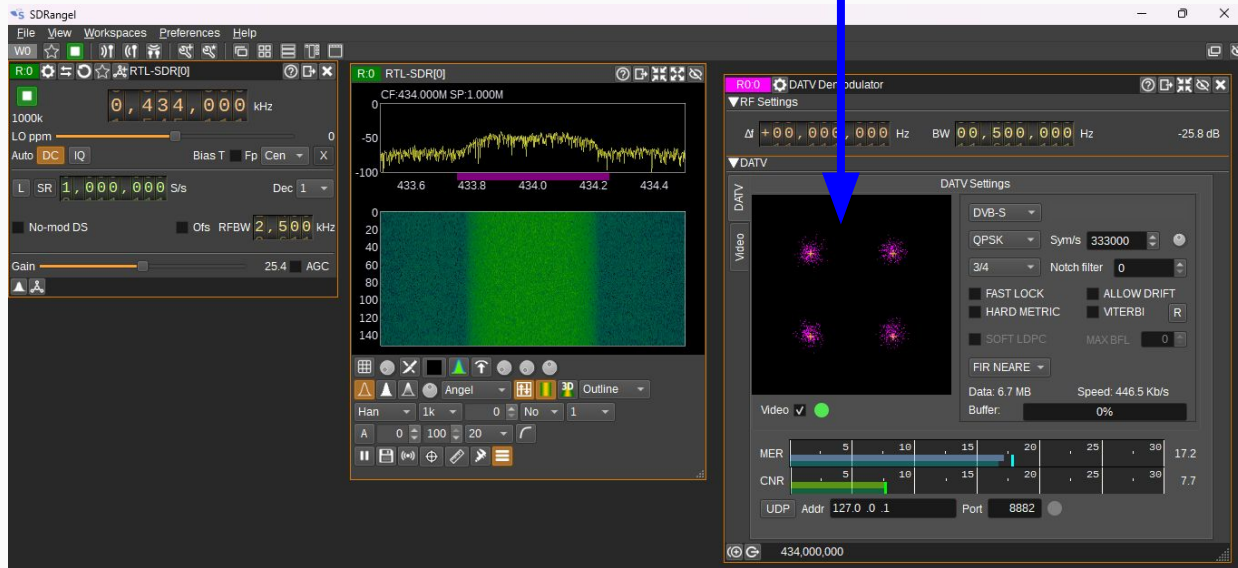 SDRangel
File View Workspaces Preferences Help
W0
R:0 RTL-SDR[0]
0,434,000 kHz
1000k
LO ppm 0
Auto DC IQ Bias T Fp Cen X
L SR 1,000,000 S/s Dec 1
No-mod DS Ofs RFBW 2,500 kHz
Gain 25.4 AGC
R:0 RTL-SDR[0]
CF:434.000M SP:1.000M
0
-50
-100
433.6 433.8 434.0 434.2 434.4
0
20
40
60
80
100
120
140
3D
Angel Outline
Han 1k 0 No 1
A 0 100 20
R0:0 DATV Demodulator
RF Settings
Δf +00,000,000 Hz BW 00,500,000 Hz -25.8 dB
DATV
DATV
Video
DATV Settings
DVB-S
QPSK Sym/s 333000
3/4 Notch filter 0
FAST LOCK ALLOW DRIFT
HARD METRIC VITERBI R
SOFT LDPC MAX BFL 0
FIR NEARE
Data: 6.7 MB Speed: 446.5 Kb/s
Video Buffer: 0%
MER 5 10 15 20 25 30 17.2
CNR 5 10 15 20 25 30 7.7
UDP Addr 127.0 .0 .1 Port 8882
434,000,000